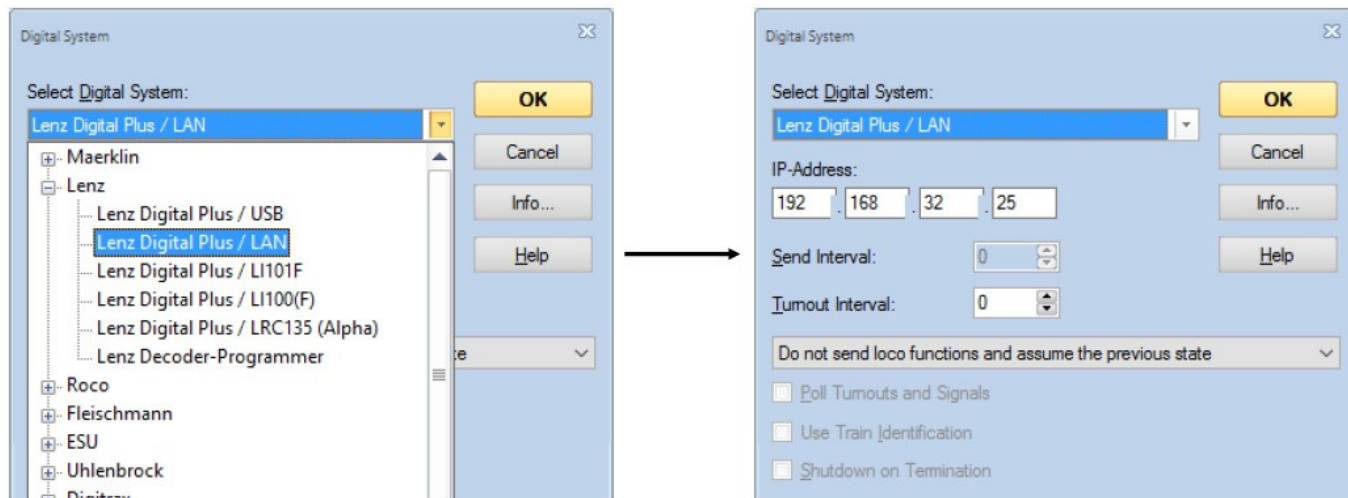 Digital System
Select Digital System:
Lenz Digital Plus / LAN
OK
Cancel
Info...
Help
Maerklin
Lenz
Lenz Digital Plus / USB
Lenz Digital Plus / LAN
Lenz Digital Plus / LI101F
Lenz Digital Plus / LI100(F)
Lenz Digital Plus / LRC135 (Alpha)
Lenz Decoder-Programmer
Roco
Fleischmann
ESU
Uhlenbrock
Digital System
Select Digital System:
Lenz Digital Plus / LAN
OK
Cancel
Info...
Help
IP-Address:
192 . 168 . 32 . 25
Send Interval: 0
Turnout Interval: 0
Do not send loco functions and assume the previous state
Poll Turnouts and Signals
Use Train Identification
Shutdown on Termination